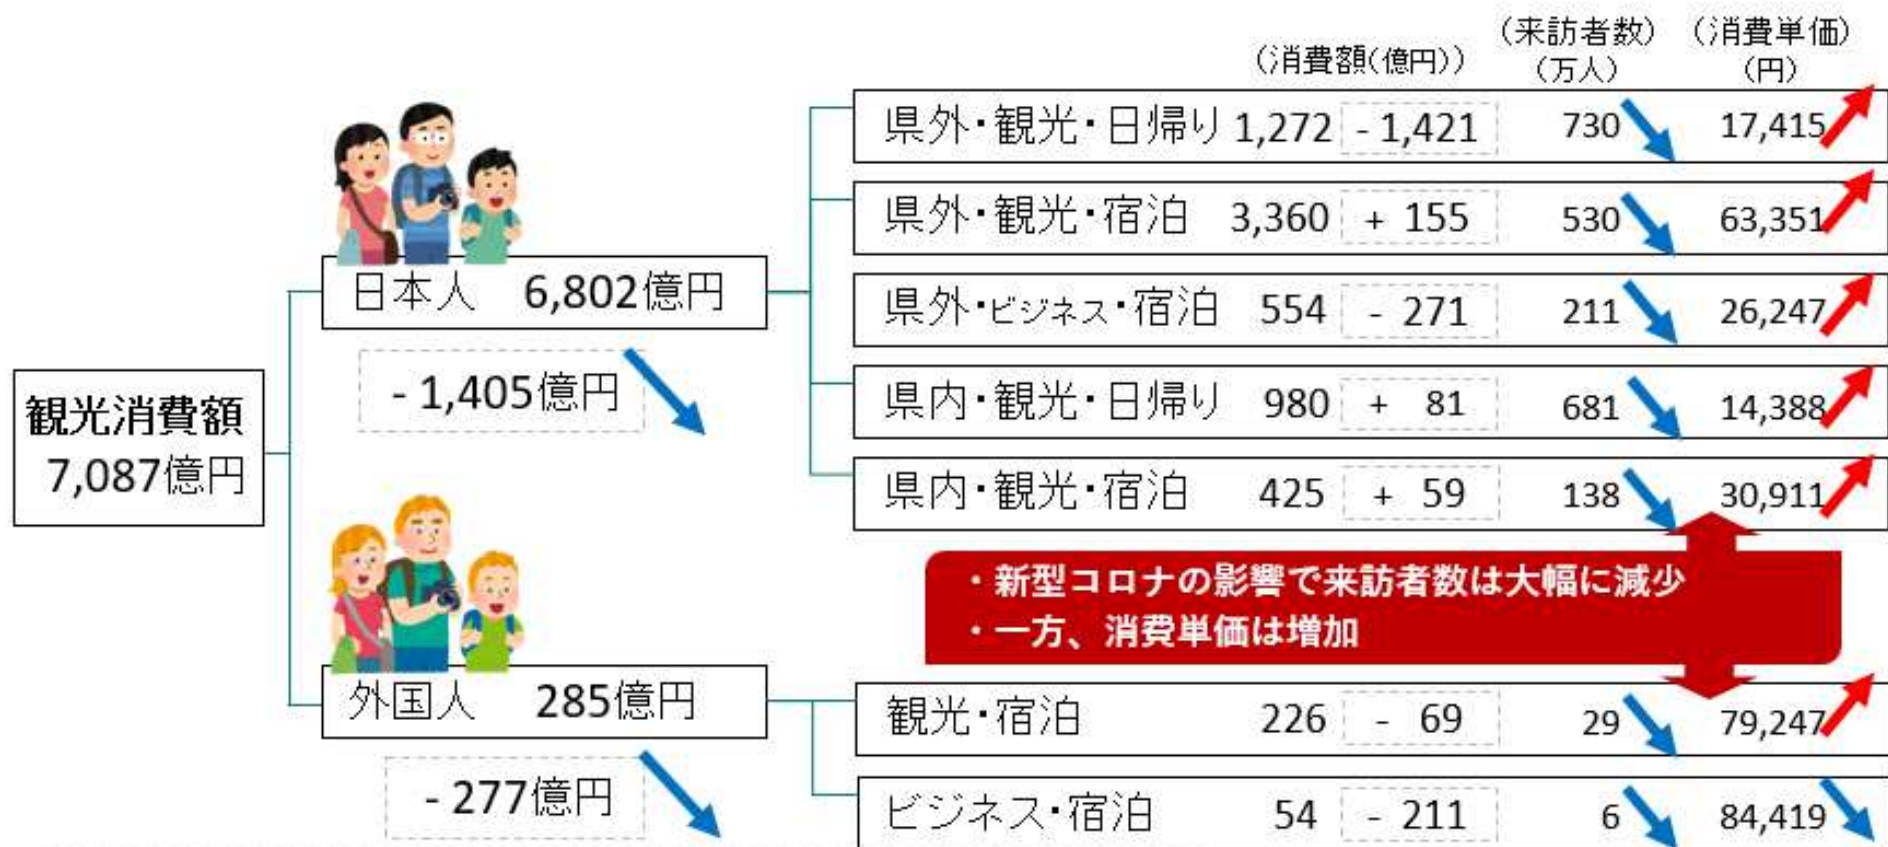 (消費額(億円)) (来訪者数) (消費単価)
(万人) (円)
県外・観光・日帰り 1,272 - 1,421 730 17,415
県外・観光・宿泊 3,360 + 155 530 63,351
県外・ビジネス・宿泊 554 - 271 211 26,247
県内・観光・日帰り 980 + 81 681 14,388
県内・観光・宿泊 425 + 59 138 30,911
日本人 6,802億円
- 1,405億円
観光消費額
7,087億円
・新型コロナの影響で来訪者数は大幅に減少
・一方、消費単価は増加
外国人 285億円
- 277億円
観光・宿泊 226 - 69 29 79,247
ビジネス・宿泊 54 - 211 6 84,419